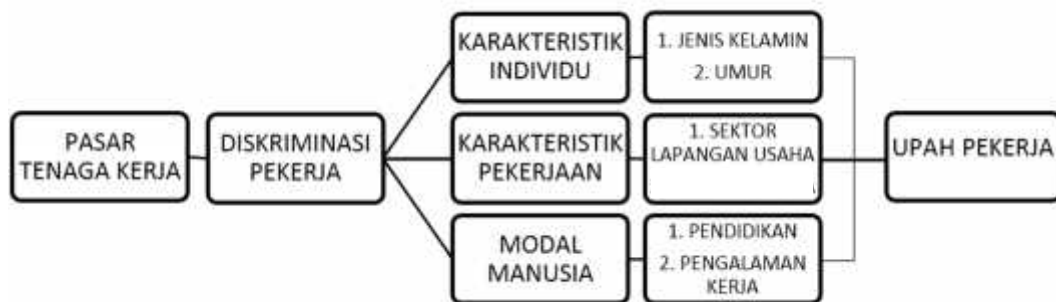 PASAR
TENAGA KERJA
DISKRIMINASI
PEKERJA
KARAKTERISTIK
INDIVIDU
1. JENIS KELAMIN
2. UMUR
KARAKTERISTIK
PEKERJAAN
1. SEKTOR
LAPANGAN USAHA
MODAL
MANUSIA
1. PENDIDIKAN
2. PENGALAMAN
KERJA
UPAH PEKERJA